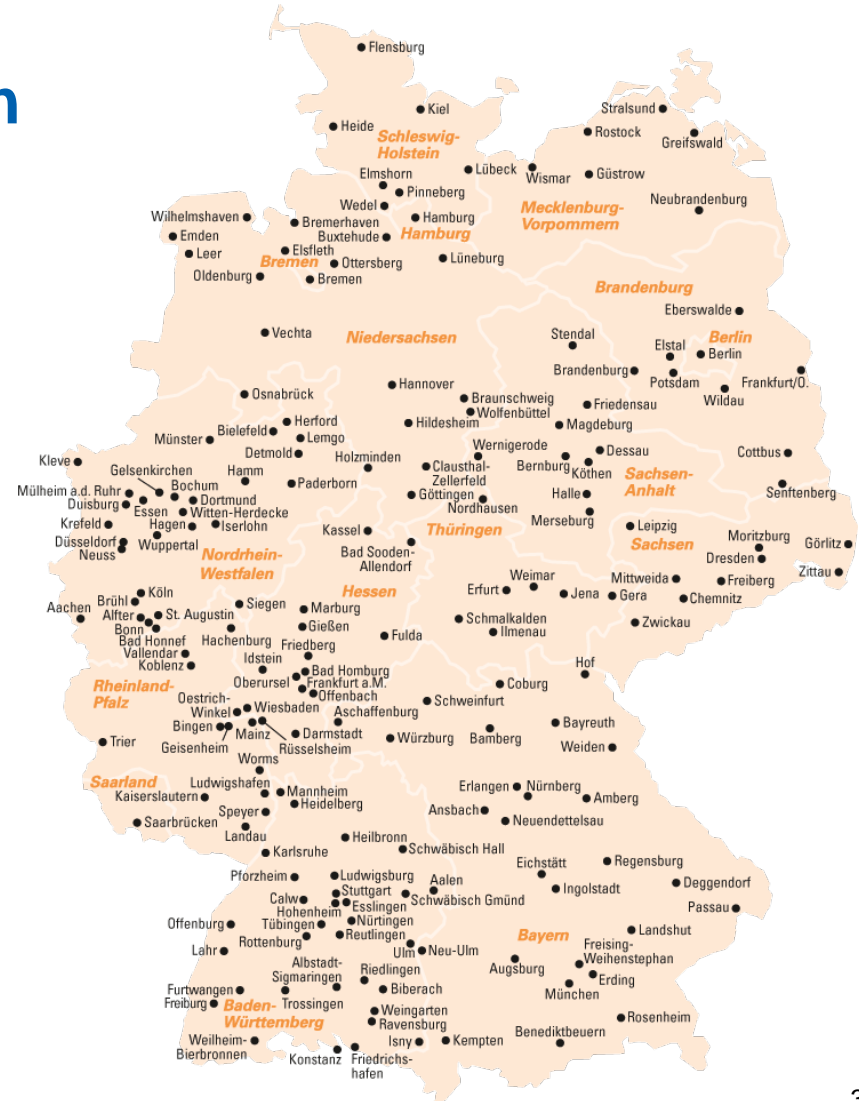 n
Flensburg
Kiel
Stralsund
Heide
Rostock
Greifswald
Schleswig-
Holstein
Lübeck
Wismar
Güstrow
Elmshorn
Pinneberg
Wedel
Neubrandenburg
Mecklenburg-
Vorpommern
Wilhelmshaven
Bremerhaven
Hamburg
Emden
Buxtehude
Hamburg
Leer
Elsfleth
Bremen
Ottersberg
Lüneburg
Oldenburg
Bremen
Brandenburg
Eberswalde
Vechta
Niedersachsen
Stendal
Berlin
Elstal
Berlin
Brandenburg
Potsdam
Frankfurt/O.
Wildau
Hannover
Osnabrück
Braunschweig
Wolfenbüttel
Friedensau
Herford
Hildesheim
Magdeburg
Bielefeld
Lemgo
Münster
Detmold
Holzminden
Wernigerode
Dessau
Cottbus
Kleve
Gelsenkirchen
Hamm
Clausthal-
Zellerfeld
Bernburg
Köthen
Sachsen-
Anhalt
Bochum
Paderborn
Senftenberg
Mülheim a.d. Ruhr
Dortmund
Göttingen
Nordhausen
Halle
Duisburg
Essen
Witten-Herdecke
Merseburg
Krefeld
Hagen
Iserlohn
Kassel
Thüringen
Leipzig
Düsseldorf
Wuppertal
Neuss
Bad Sooden-
Allendorf
Sachsen
Moritzburg
Görlitz
Nordrhein-
Westfalen
Dresden
Zittau
Hessen
Erfurt
Weimar
Jena
Gera
Mittweida
Freiberg
Chemnitz
Köln
Brühl
Siegen
Marburg
Aachen
Alfter
St. Augustin
Bonn
Bad Honnef
Hachenburg
Gießen
Schmalkalden
Ilmenau
Zwickau
Fulda
Vallendar
Koblenz
Friedberg
Idstein
Hof
Bad Homburg
Oberursel
Frankfurt a.M.
Offenbach
Coburg
Rheinland-
Pfalz
Oestrich-
Winkel
Wiesbaden
Aschaffenburg
Schweinfurt
Bingen
Mainz
Geisenheim
Rüsselsheim
Darmstadt
Würzburg
Bamberg
Bayreuth
Trier
Weiden
Worms
Saarland
Ludwigshafen
Mannheim
Kaiserslautern
Heidelberg
Erlangen
Nürnberg
Amberg
Speyer
Ansbach
Saarbrücken
Neuendettelsau
Landau
Heilbronn
Karlsruhe
Schwäbisch Hall
Eichstätt
Regensburg
Pforzheim
Ludwigsburg
Aalen
Ingolstadt
Deggendorf
Stuttgart
Calw
Esslingen
Schwäbisch Gmünd
Hohenheim
Passau
Offenburg
Tübingen
Nürtingen
Rottenburg
Reutlingen
Landshut
Bayern
Lahr
Ulm
Neu-Ulm
Freising-
Weihenstephan
Augsburg
Erding
München
Albstadt-
Sigmaringen
Riedlingen
Biberach
Furtwangen
Freiburg
Trossingen
Baden-
Württemberg
Weingarten
Ravensburg
Rosenheim
Weilheim-
Bierbronnen
Isny
Kempten
Benediktbeuern
Konstanz
Friedrichs-
hafen